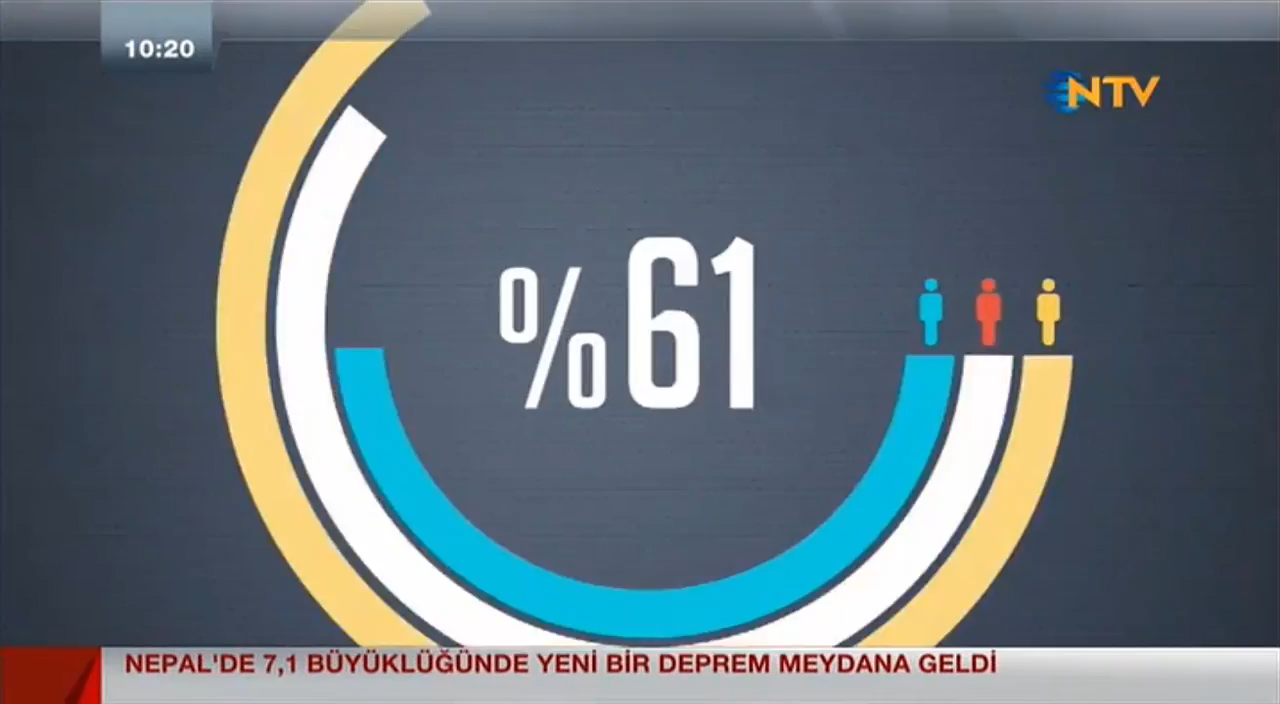 10:20
NTV
%61
NEPAL'DE 7,1 BÜYÜKLÜĞÜNDE YENİ BİR DEPREM MEYDANA GELDİ